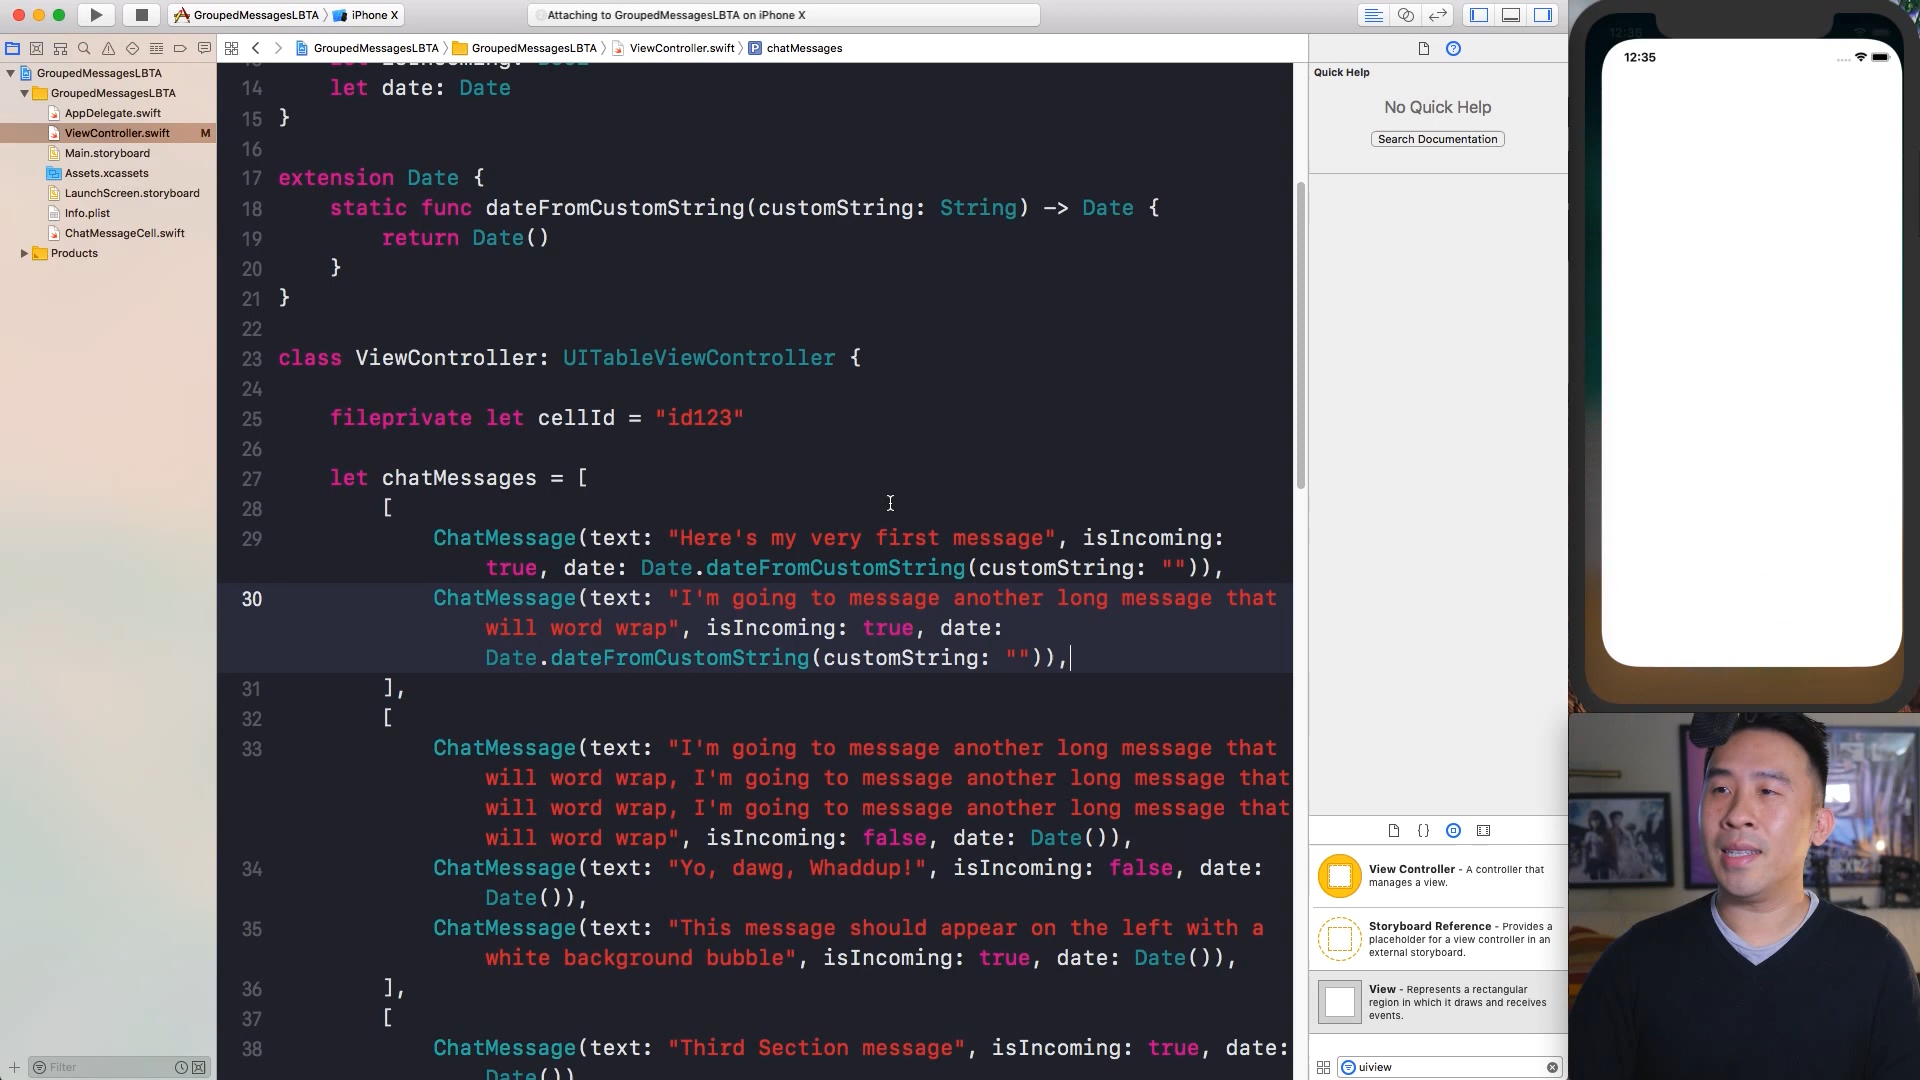 GroupedMessagesLBTA
iPhone X
Attaching to GroupedMessagesLBTA on iPhone X
GroupedMessagesLBTA
GroupedMessagesLBTA
ViewController.swift
P chatMessages
GroupedMessagesLBTA
GroupedMessagesLBTA
AppDelegate.swift
ViewController.swift M
Main.storyboard
Assets.xcassets
LaunchScreen.storyboard
Info.plist
ChatMessageCell.swift
Products
Filter
14 let date: Date
15 }
16
17 extension Date {
18 static func dateFromCustomString(customString: String) -> Date {
19 return Date()
20 }
21 }
22
23 class ViewController: UITableViewController {
24
25 fileprivate let cellId = "id123"
26
27 let chatMessages = [
28 [
29 ChatMessage(text: "Here's my very first message", isIncoming:
true, date: Date.dateFromCustomString(customString: "")),
30 ChatMessage(text: "I'm going to message another long message that
will word wrap", isIncoming: true, date:
Date.dateFromCustomString(customString: "")),
31 ],
32 [
33 ChatMessage(text: "I'm going to message another long message that
will word wrap, I'm going to message another long message that
will word wrap, I'm going to message another long message that
will word wrap", isIncoming: false, date: Date()),
34 ChatMessage(text: "Yo, dawg, Whaddup!", isIncoming: false, date:
Date()),
35 ChatMessage(text: "This message should appear on the left with a
white background bubble", isIncoming: true, date: Date()),
36 ],
37 [
38 ChatMessage(text: "Third Section message", isIncoming: true, date:
Date())
Quick Help
No Quick Help
Search Documentation
View Controller - A controller that
manages a view.
Storyboard Reference - Provides a
placeholder for a view controller in an
external storyboard.
View - Represents a rectangular
region in which it draws and receives
events.
uiview
12:35